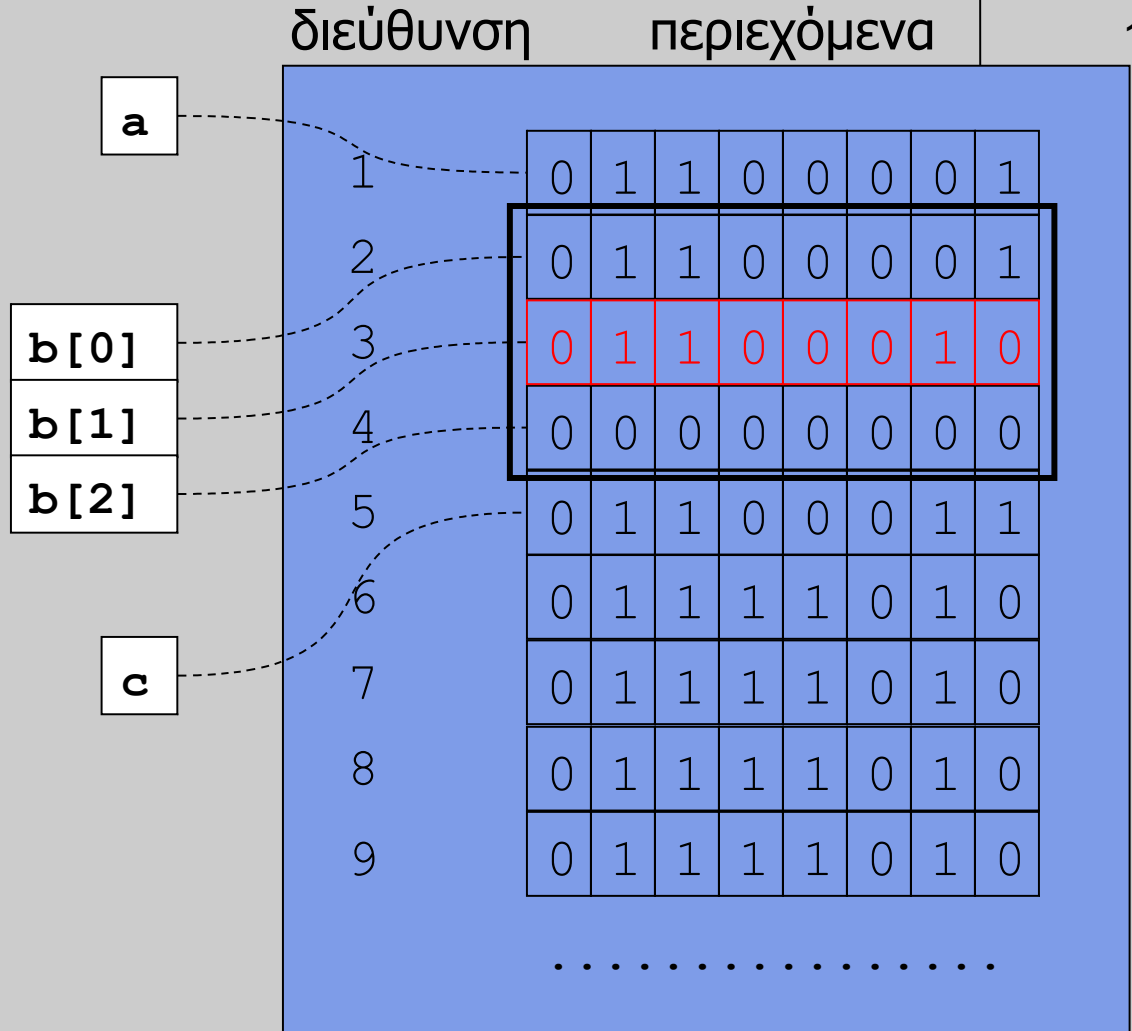 διεύθυνση περιεχόμενα
a
1 0 1 1 0 0 0 0 1
2 0 1 1 0 0 0 0 1
b[0]
3 0 1 1 0 0 0 1 0
b[1]
4 0 0 0 0 0 0 0 0
b[2]
5 0 1 1 0 0 0 1 1
6 0 1 1 1 1 0 1 0
c
7 0 1 1 1 1 0 1 0
8 0 1 1 1 1 0 1 0
9 0 1 1 1 1 0 1 0
. . . . . . . . . . . . . . . .